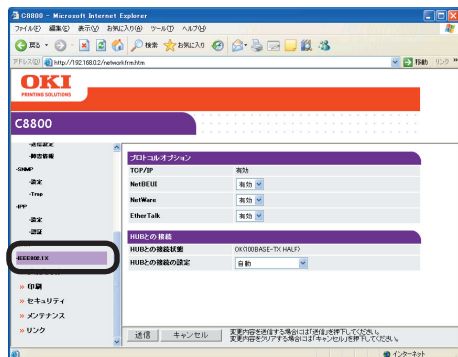 C8800 - Microsoft Internet Explorer
ファイル(F) 編集(E) 表示(V) お気に入り(A) ツール(T) ヘルプ(H)
戻る 検索 お気に入り
アドレス(D) http://192.168.0.2/networkfrm.htm 移動 リンク »
OKI
PRINTING SOLUTIONS
C8800
-送信設定
-障害情報
-SNMP
-設定
-Trap
-IPP
-設定
-認証
-IEEE802.1X
» 印刷
» セキュリティ
» メンテナンス
» リンク
プロトコルオプション
TCP/IP 有効
NetBEUI 有効
NetWare 有効
EtherTalk 有効
HUBとの接続
HUBとの接続状態 OK(100BASE-TX HALF)
HUBとの接続の設定 自動
送信 キャンセル 変更内容を送信する場合には「送信」を押下してください。
変更内容をクリアする場合には「キャンセル」を押下してください。
インターネット